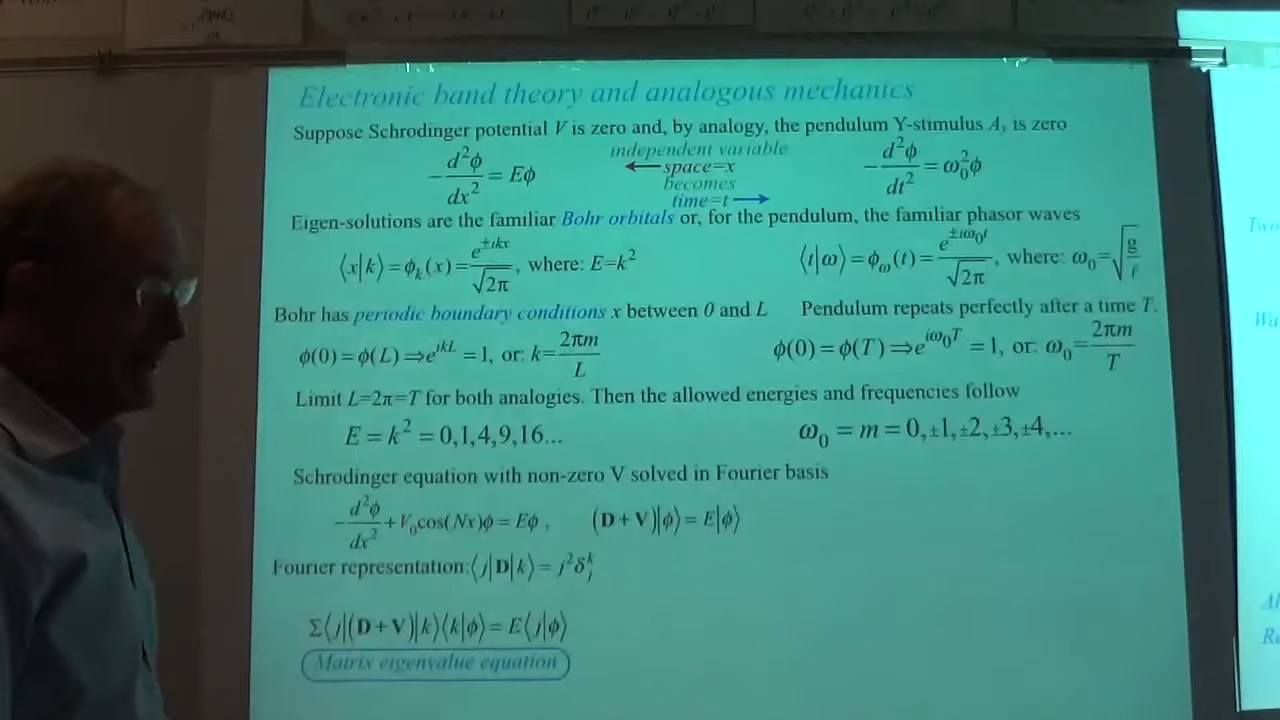 Electronic band theory and analogous mechanics
Suppose Schrodinger potential V is zero and, by analogy, the pendulum Y-stimulus A_y is zero
-d²ϕ/dx² = Eϕ
independent variable
←space=x
becomes
time=t→
-d²ϕ/dt² = ω₀²ϕ
Eigen-solutions are the familiar Bohr orbitals or, for the pendulum, the familiar phasor waves
⟨x|k⟩=ϕ_k(x)=e^{±ikx}/√2π, where: E=k²
⟨t|ω⟩=ϕ_ω(t)=e^{±iω₀t}/√2π, where: ω₀=√(g/ℓ)
Bohr has periodic boundary conditions x between 0 and L
Pendulum repeats perfectly after a time T.
ϕ(0)=ϕ(L)⇒e^{ikL}=1, or: k=2πm/L
ϕ(0)=ϕ(T)⇒e^{iω₀T}=1, or: ω₀=2πm/T
Limit L=2π=T for both analogies. Then the allowed energies and frequencies follow
E=k²=0,1,4,9,16...
ω₀=m=0,±1,±2,±3,±4,...
Schrodinger equation with non-zero V solved in Fourier basis
-d²ϕ/dx²+V₀cos(Nx)ϕ=Eϕ, (D+V)|ϕ⟩=E|ϕ⟩
Fourier representation:⟨j|D|k⟩=j²δ_j^k
Σ⟨j|(D+V)|k⟩⟨k|ϕ⟩=E⟨j|ϕ⟩
Matrix eigenvalue equation